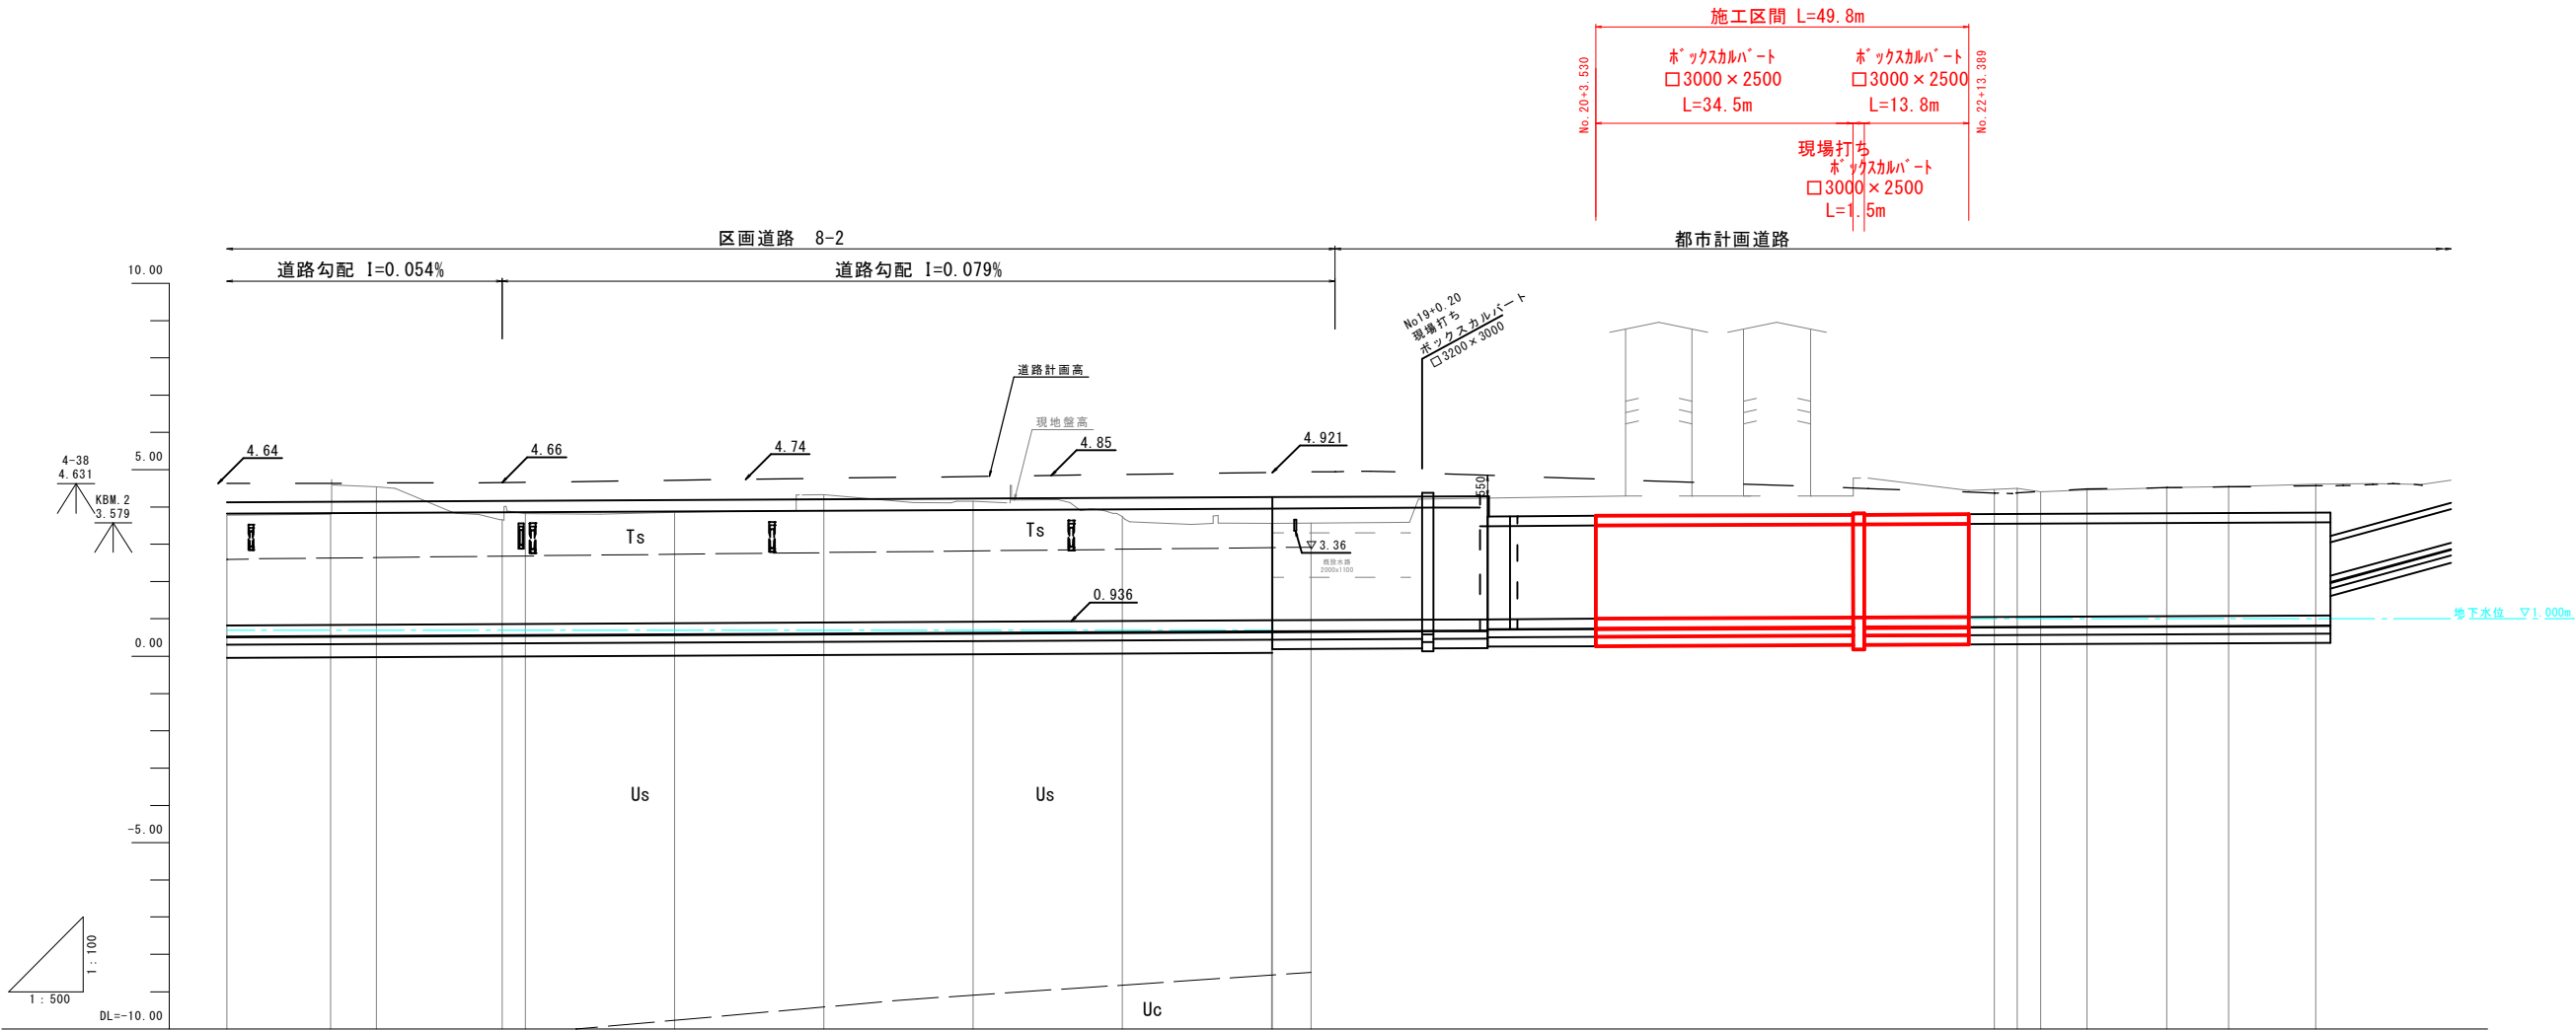 施工区間 L=49.8m
No.20+3.530
ﾎﾞｯｸｽｶﾙﾊﾞｰﾄ
□3000×2500
L=34.5m
ﾎﾞｯｸｽｶﾙﾊﾞｰﾄ
□3000×2500
L=13.8m
No.22+13.389
現場打ち
ﾎﾞｯｸｽｶﾙﾊﾞｰﾄ
□3000×2500
L=1.5m
区画道路 8-2
都市計画道路
道路勾配 I=0.054%
道路勾配 I=0.079%
No19+0.20
現場打ち
ボックスカルバート
□3200×3000
道路計画高
現地盤高
10.00
5.00
0.00
-5.00
DL=-10.00
4-38
4.631
KBM.2
3.579
4.64
4.66
4.74
4.85
4.921
550
Ts
Ts
▽3.36
既設水路
2000x1100
0.936
地下水位 ▽1.000m
Us
Us
Uc
1:100
1:500